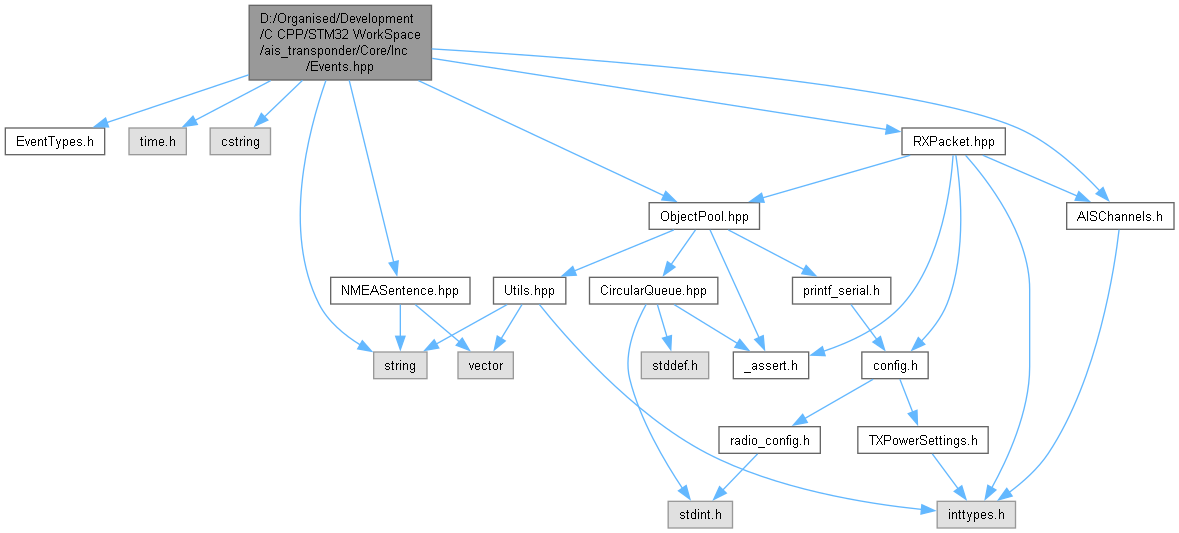 D:/Organised/Development
/C CPP/STM32 WorkSpace
/ais_transponder/Core/Inc
/Events.hpp
EventTypes.h
time.h
cstring
RXPacket.hpp
ObjectPool.hpp
AISChannels.h
NMEASentence.hpp
Utils.hpp
CircularQueue.hpp
printf_serial.h
string
vector
stddef.h
_assert.h
config.h
radio_config.h
TXPowerSettings.h
stdint.h
inttypes.h